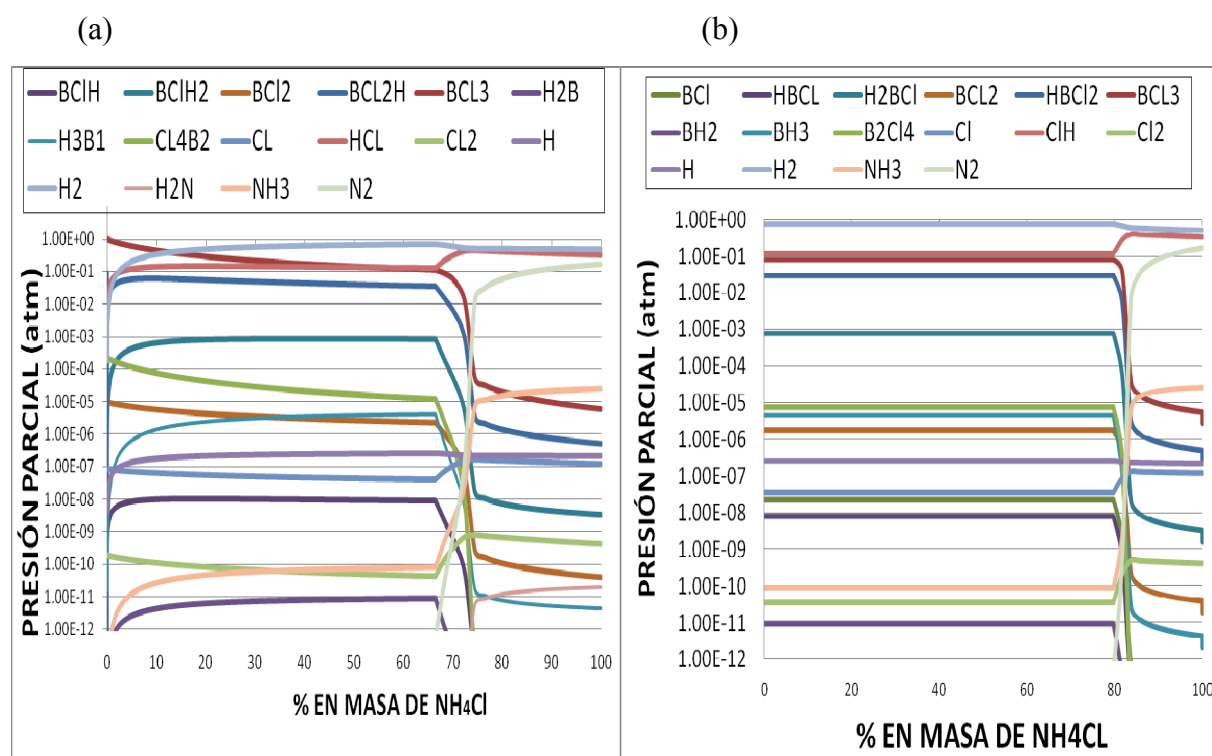 (a)
BClH BClH2 BCl2 BCL2H BCL3 H2B
H3B1 CL4B2 CL HCL CL2 H
H2 H2N NH3 N2
1.00E+00
1.00E-01
1.00E-02
1.00E-03
1.00E-04
1.00E-05
1.00E-06
1.00E-07
1.00E-08
1.00E-09
1.00E-10
1.00E-11
1.00E-12
PRESIÓN PARCIAL (atm)
0 10 20 30 40 50 60 70 80 90 100
% EN MASA DE NH₄Cl
(b)
BCl HBCL H2BCl BCL2 HBCl2 BCL3
BH2 BH3 B2Cl4 Cl ClH Cl2
H H2 NH3 N2
1.00E+00
1.00E-01
1.00E-02
1.00E-03
1.00E-04
1.00E-05
1.00E-06
1.00E-07
1.00E-08
1.00E-09
1.00E-10
1.00E-11
1.00E-12
PRESIÓN PARCIAL (atm)
0 20 40 60 80 100
% EN MASA DE NH4CL